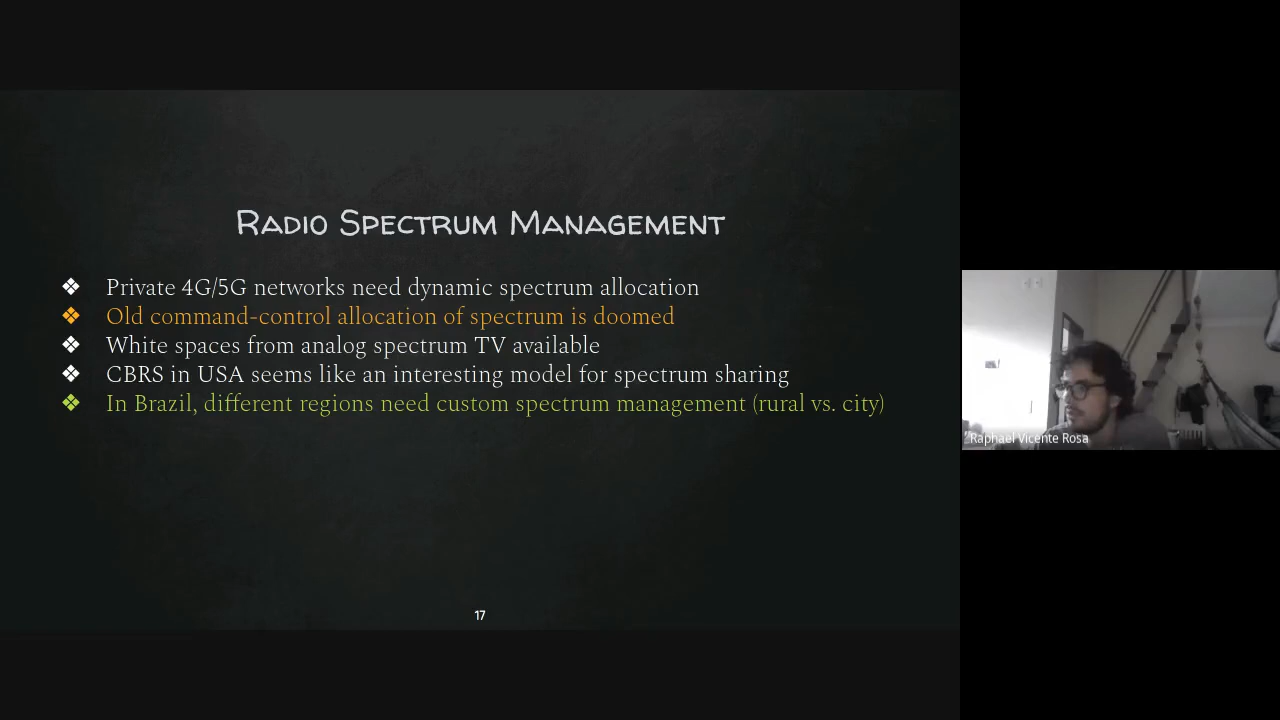 Radio Spectrum Management
❖ Private 4G/5G networks need dynamic spectrum allocation
❖ Old command-control allocation of spectrum is doomed
❖ White spaces from analog spectrum TV available
❖ CBRS in USA seems like an interesting model for spectrum sharing
❖ In Brazil, different regions need custom spectrum management (rural vs. city)
17
Raphael Vicente Rosa